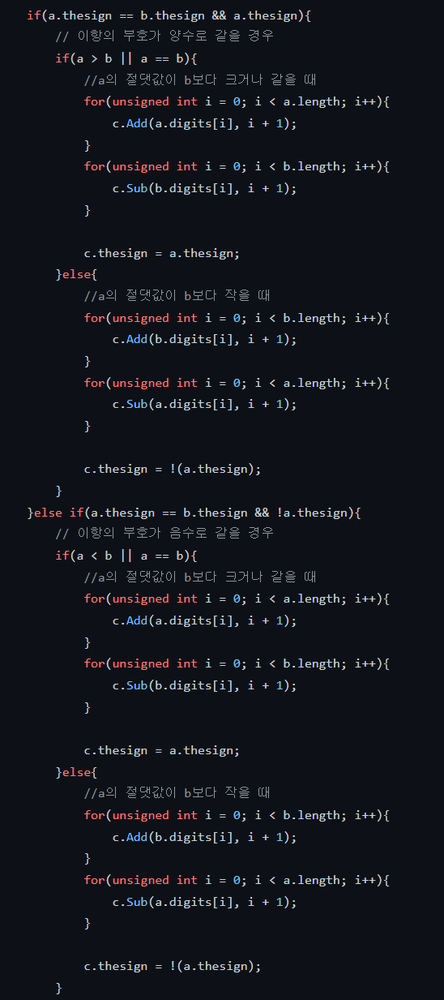 if(a.thesign == b.thesign && a.thesign){
// 이항의 부호가 양수로 같을 경우
if(a > b || a == b){
//a의 절댓값이 b보다 크거나 같을 때
for(unsigned int i = 0; i < a.length; i++){
c.Add(a.digits[i], i + 1);
}
for(unsigned int i = 0; i < b.length; i++){
c.Sub(b.digits[i], i + 1);
}
c.thesign = a.thesign;
}else{
//a의 절댓값이 b보다 작을 때
for(unsigned int i = 0; i < b.length; i++){
c.Add(b.digits[i], i + 1);
}
for(unsigned int i = 0; i < a.length; i++){
c.Sub(a.digits[i], i + 1);
}
c.thesign = !(a.thesign);
}
}else if(a.thesign == b.thesign && !a.thesign){
// 이항의 부호가 음수로 같을 경우
if(a < b || a == b){
//a의 절댓값이 b보다 크거나 같을 때
for(unsigned int i = 0; i < a.length; i++){
c.Add(a.digits[i], i + 1);
}
for(unsigned int i = 0; i < b.length; i++){
c.Sub(b.digits[i], i + 1);
}
c.thesign = a.thesign;
}else{
//a의 절댓값이 b보다 작을 때
for(unsigned int i = 0; i < b.length; i++){
c.Add(b.digits[i], i + 1);
}
for(unsigned int i = 0; i < a.length; i++){
c.Sub(a.digits[i], i + 1);
}
c.thesign = !(a.thesign);
}